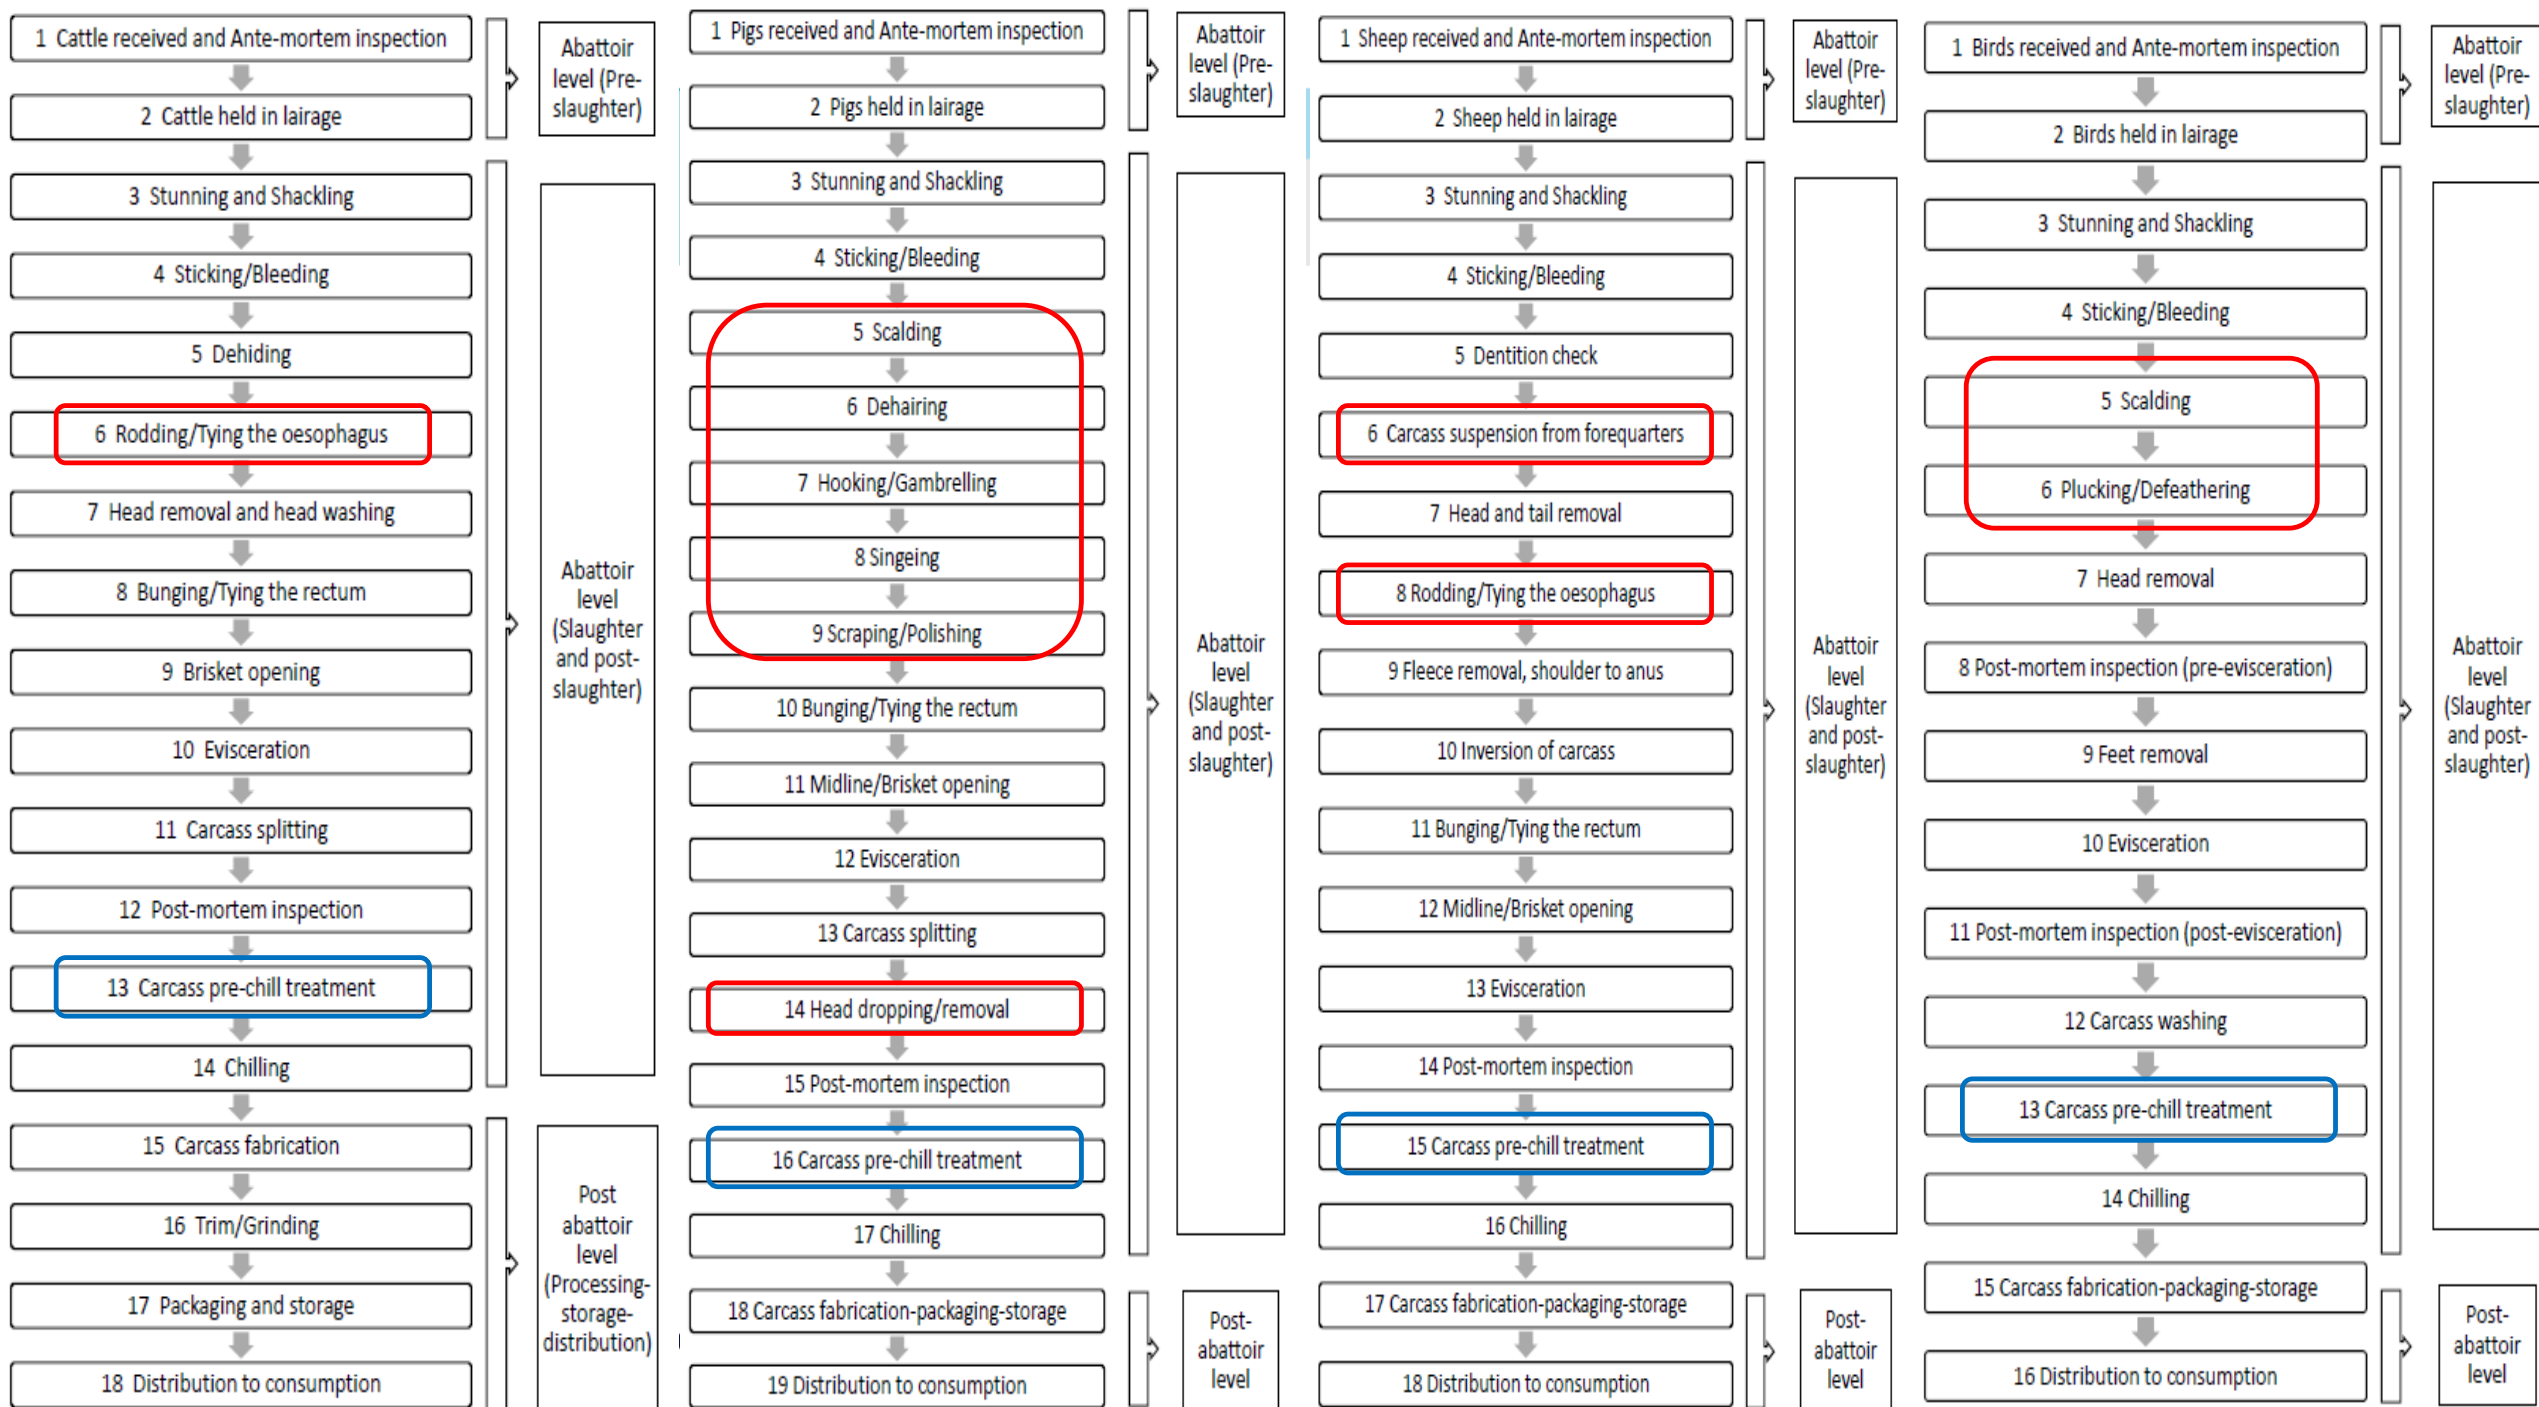 1 Cattle received and Ante-mortem inspection
2 Cattle held in lairage
3 Stunning and Shackling
4 Sticking/Bleeding
5 Dehiding
6 Rodding/Tying the oesophagus
7 Head removal and head washing
8 Bunging/Tying the rectum
9 Brisket opening
10 Evisceration
11 Carcass splitting
12 Post-mortem inspection
13 Carcass pre-chill treatment
14 Chilling
15 Carcass fabrication
16 Trim/Grinding
17 Packaging and storage
18 Distribution to consumption
Abattoir
level (Pre-
slaughter)
Abattoir
level
(Slaughter
and post-
slaughter)
Post
abattoir
level
(Processing-
storage-
distribution)
1 Pigs received and Ante-mortem inspection
2 Pigs held in lairage
3 Stunning and Shackling
4 Sticking/Bleeding
5 Scalding
6 Dehairing
7 Hooking/Gambrelling
8 Singeing
9 Scraping/Polishing
10 Bunging/Tying the rectum
11 Midline/Brisket opening
12 Evisceration
13 Carcass splitting
14 Head dropping/removal
15 Post-mortem inspection
16 Carcass pre-chill treatment
17 Chilling
18 Carcass fabrication-packaging-storage
19 Distribution to consumption
Abattoir
level (Pre-
slaughter)
Abattoir
level
(Slaughter
and post-
slaughter)
Post-
abattoir
level
1 Sheep received and Ante-mortem inspection
2 Sheep held in lairage
3 Stunning and Shackling
4 Sticking/Bleeding
5 Dentition check
6 Carcass suspension from forequarters
7 Head and tail removal
8 Rodding/Tying the oesophagus
9 Fleece removal, shoulder to anus
10 Inversion of carcass
11 Bunging/Tying the rectum
12 Midline/Brisket opening
13 Evisceration
14 Post-mortem inspection
15 Carcass pre-chill treatment
16 Chilling
17 Carcass fabrication-packaging-storage
18 Distribution to consumption
Abattoir
level (Pre-
slaughter)
Abattoir
level
(Slaughter
and post-
slaughter)
Post-
abattoir
level
1 Birds received and Ante-mortem inspection
2 Birds held in lairage
3 Stunning and Shackling
4 Sticking/Bleeding
5 Scalding
6 Plucking/Defeathering
7 Head removal
8 Post-mortem inspection (pre-evisceration)
9 Feet removal
10 Evisceration
11 Post-mortem inspection (post-evisceration)
12 Carcass washing
13 Carcass pre-chill treatment
14 Chilling
15 Carcass fabrication-packaging-storage
16 Distribution to consumption
Abattoir
level (Pre-
slaughter)
Abattoir
level
(Slaughter
and post-
slaughter)
Post-
abattoir
level